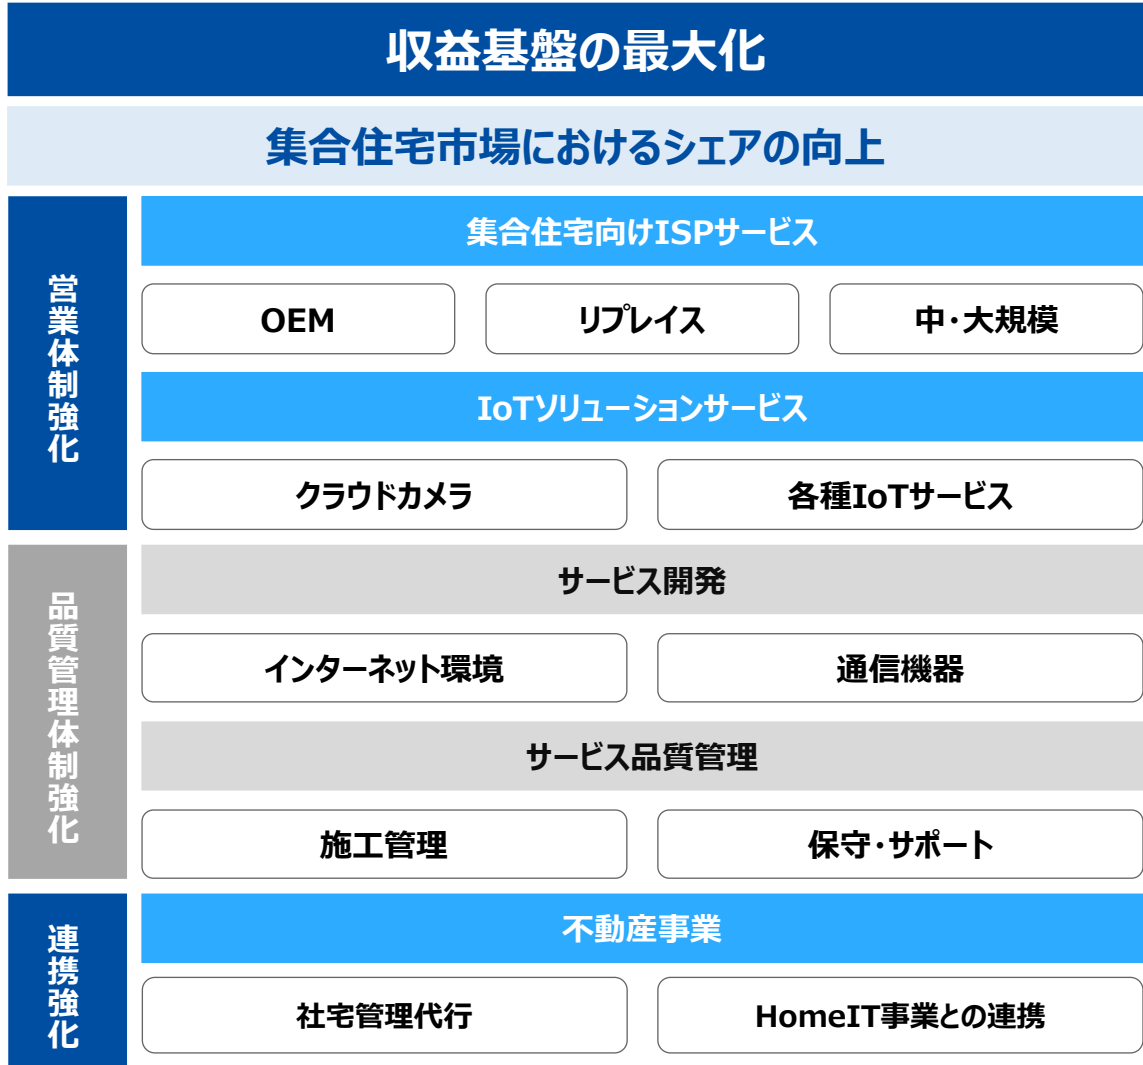 収益基盤の最大化
集合住宅市場におけるシェアの向上
営業体制強化
集合住宅向けISPサービス
OEM
リプレイス
中・大規模
IoTソリューションサービス
クラウドカメラ
各種IoTサービス
品質管理体制強化
サービス開発
インターネット環境
通信機器
サービス品質管理
施工管理
保守・サポート
連携強化
不動産事業
社宅管理代行
HomeIT事業との連携